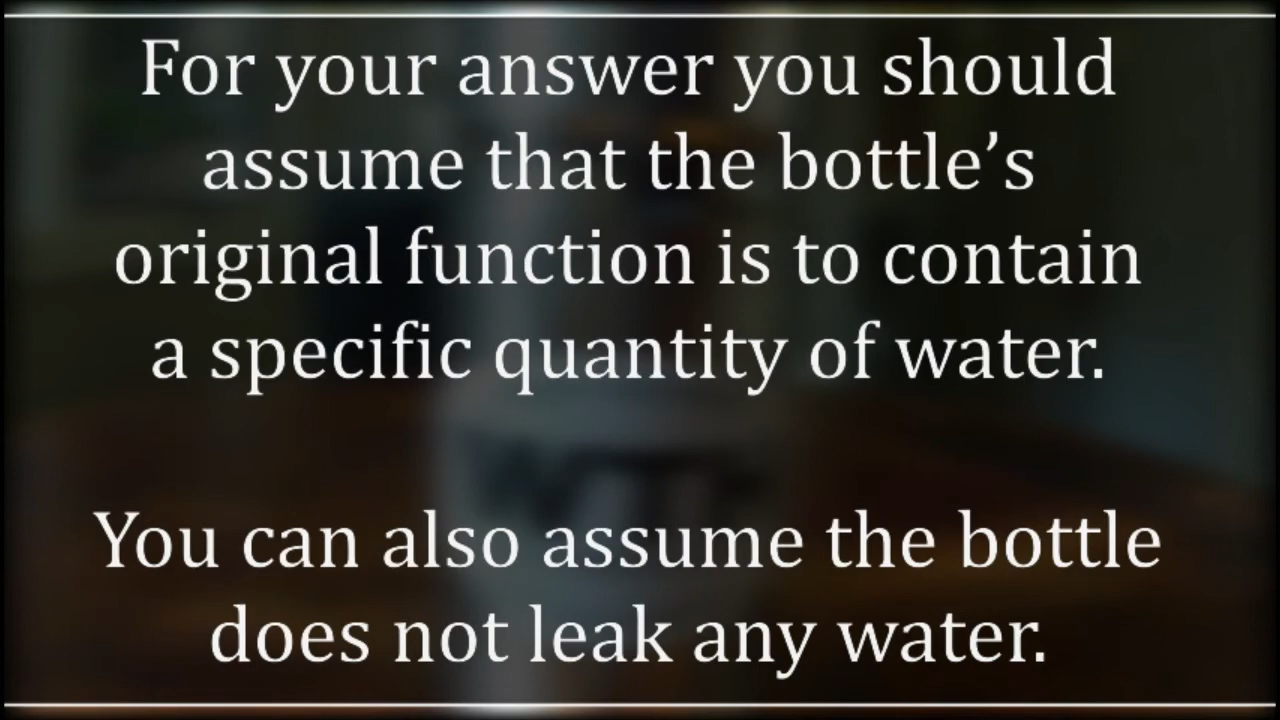 For your answer you should
assume that the bottle’s
original function is to contain
a specific quantity of water.
You can also assume the bottle
does not leak any water.